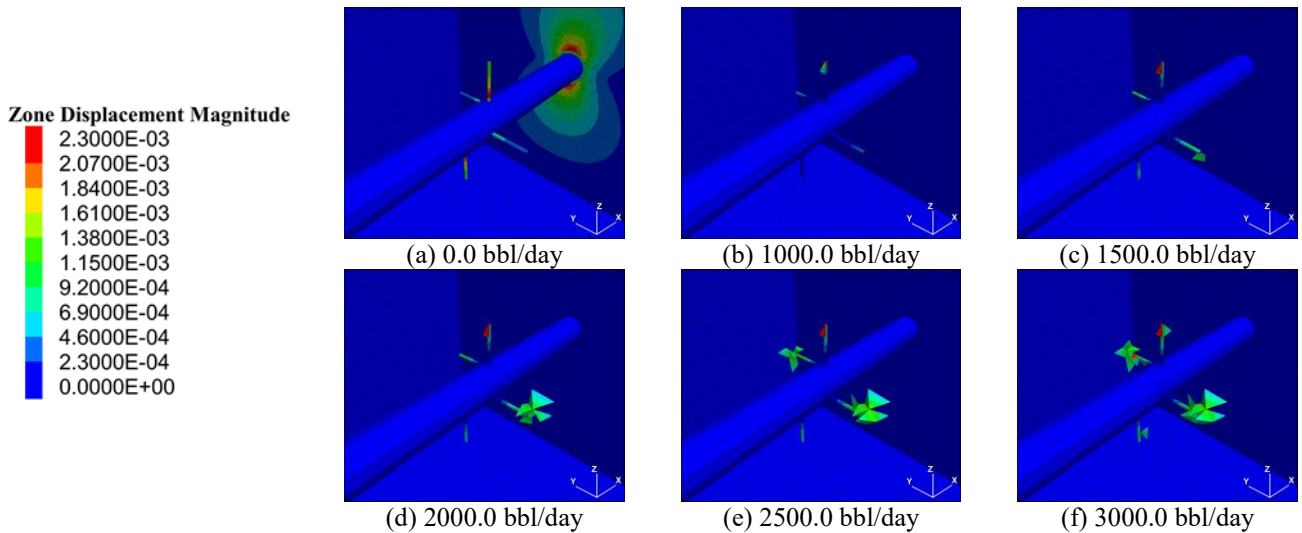 Zone Displacement Magnitude
2.3000E-03
2.0700E-03
1.8400E-03
1.6100E-03
1.3800E-03
1.1500E-03
9.2000E-04
6.9000E-04
4.6000E-04
2.3000E-04
0.0000E+00
Z
Y X
(a) 0.0 bbl/day
Z
Y X
(b) 1000.0 bbl/day
Z
Y X
(c) 1500.0 bbl/day
Z
Y X
(d) 2000.0 bbl/day
Z
Y X
(e) 2500.0 bbl/day
Z
Y X
(f) 3000.0 bbl/day